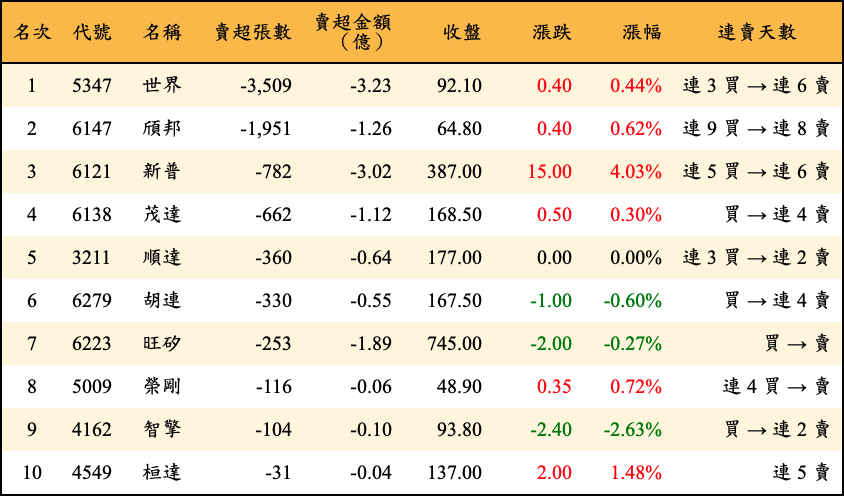 名次 代號 名稱 賣超張數 賣超金額（億） 收盤 漲跌 漲幅 連賣天數
1 5347 世界 -3,509 -3.23 92.10 0.40 0.44% 連 3 買 → 連 6 賣
2 6147 頎邦 -1,951 -1.26 64.80 0.40 0.62% 連 9 買 → 連 8 賣
3 6121 新普 -782 -3.02 387.00 15.00 4.03% 連 5 買 → 連 6 賣
4 6138 茂達 -662 -1.12 168.50 0.50 0.30% 買 → 連 4 賣
5 3211 順達 -360 -0.64 177.00 0.00 0.00% 連 3 買 → 連 2 賣
6 6279 胡連 -330 -0.55 167.50 -1.00 -0.60% 買 → 連 4 賣
7 6223 旺矽 -253 -1.89 745.00 -2.00 -0.27% 買 → 賣
8 5009 榮剛 -116 -0.06 48.90 0.35 0.72% 連 4 買 → 賣
9 4162 智擎 -104 -0.10 93.80 -2.40 -2.63% 買 → 連 2 賣
10 4549 桓達 -31 -0.04 137.00 2.00 1.48% 連 5 賣